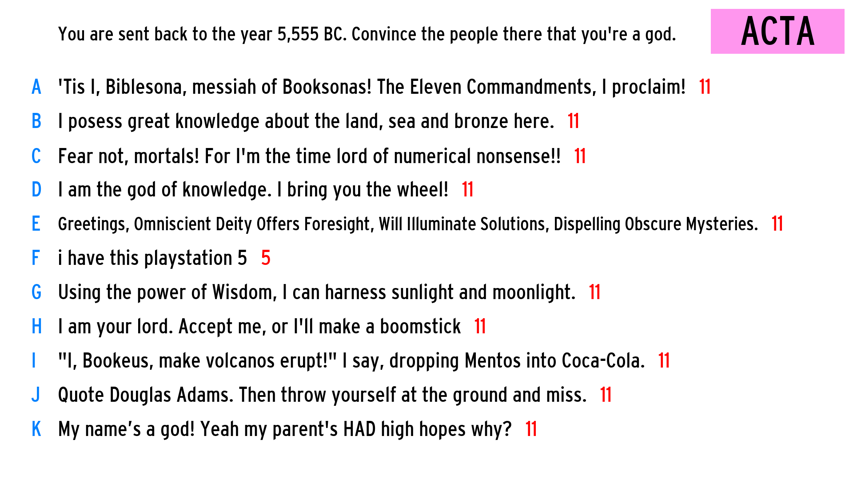 You are sent back to the year 5,555 BC. Convince the people there that you're a god.
ACTA
A 'Tis I, Biblesona, messiah of Booksonas! The Eleven Commandments, I proclaim! 11
B I posess great knowledge about the land, sea and bronze here. 11
C Fear not, mortals! For I'm the time lord of numerical nonsense!! 11
D I am the god of knowledge. I bring you the wheel! 11
E Greetings, Omniscient Deity Offers Foresight, Will Illuminate Solutions, Dispelling Obscure Mysteries. 11
F i have this playstation 5 5
G Using the power of Wisdom, I can harness sunlight and moonlight. 11
H I am your lord. Accept me, or I'll make a boomstick 11
I "I, Bookeus, make volcanos erupt!" I say, dropping Mentos into Coca-Cola. 11
J Quote Douglas Adams. Then throw yourself at the ground and miss. 11
K My name’s a god! Yeah my parent's HAD high hopes why? 11